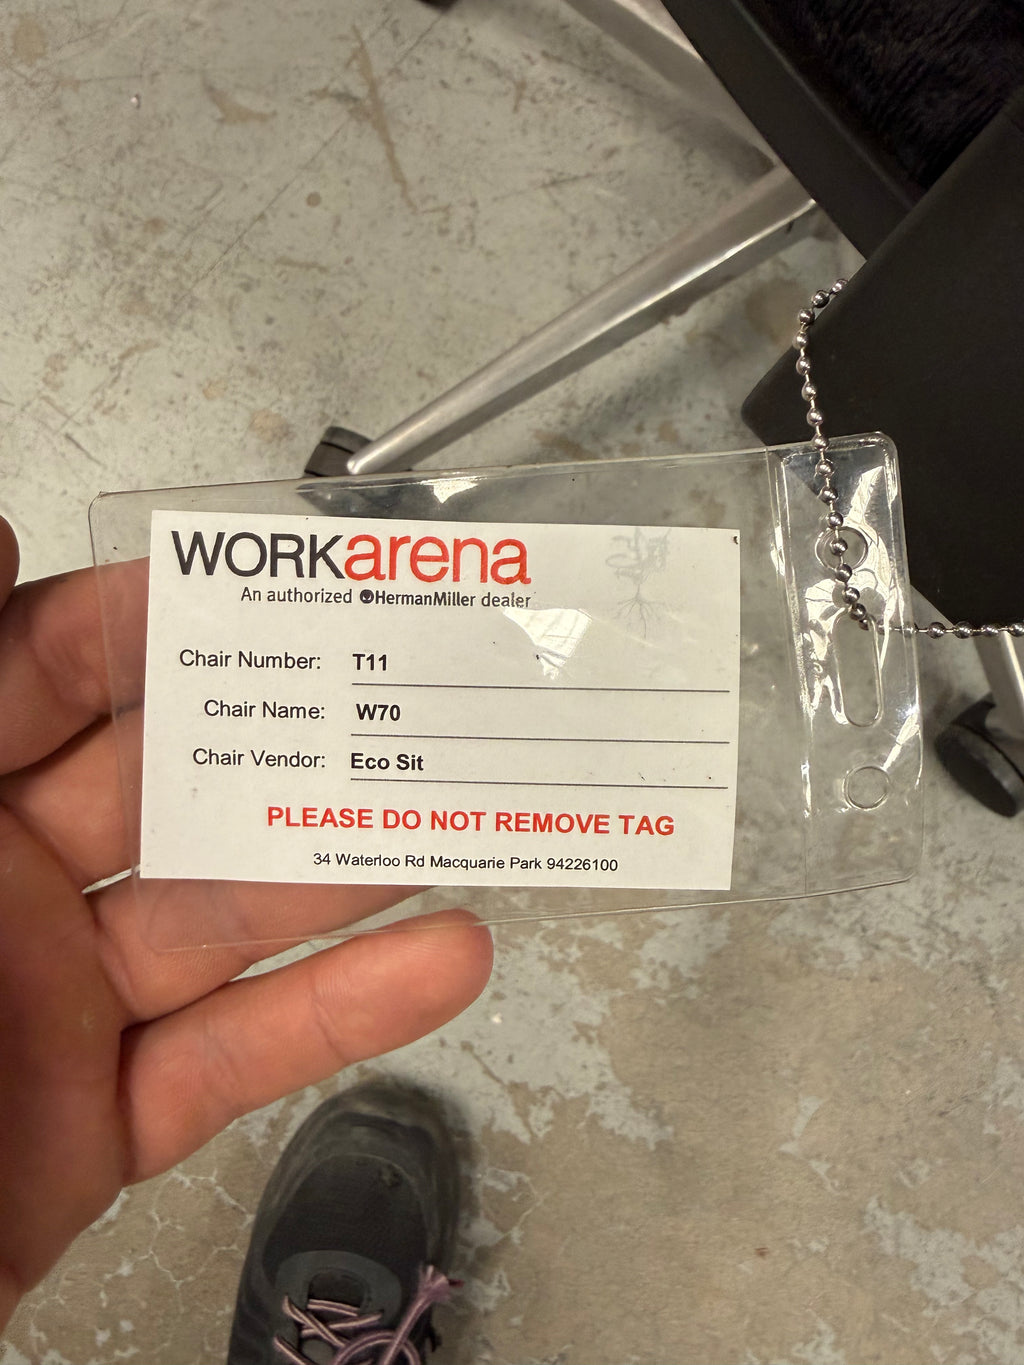 WORKarena
An authorized HermanMiller dealer
Chair Number: T11
Chair Name: W70
Chair Vendor: Eco Sit
PLEASE DO NOT REMOVE TAG
34 Waterloo Rd Macquarie Park 94226100